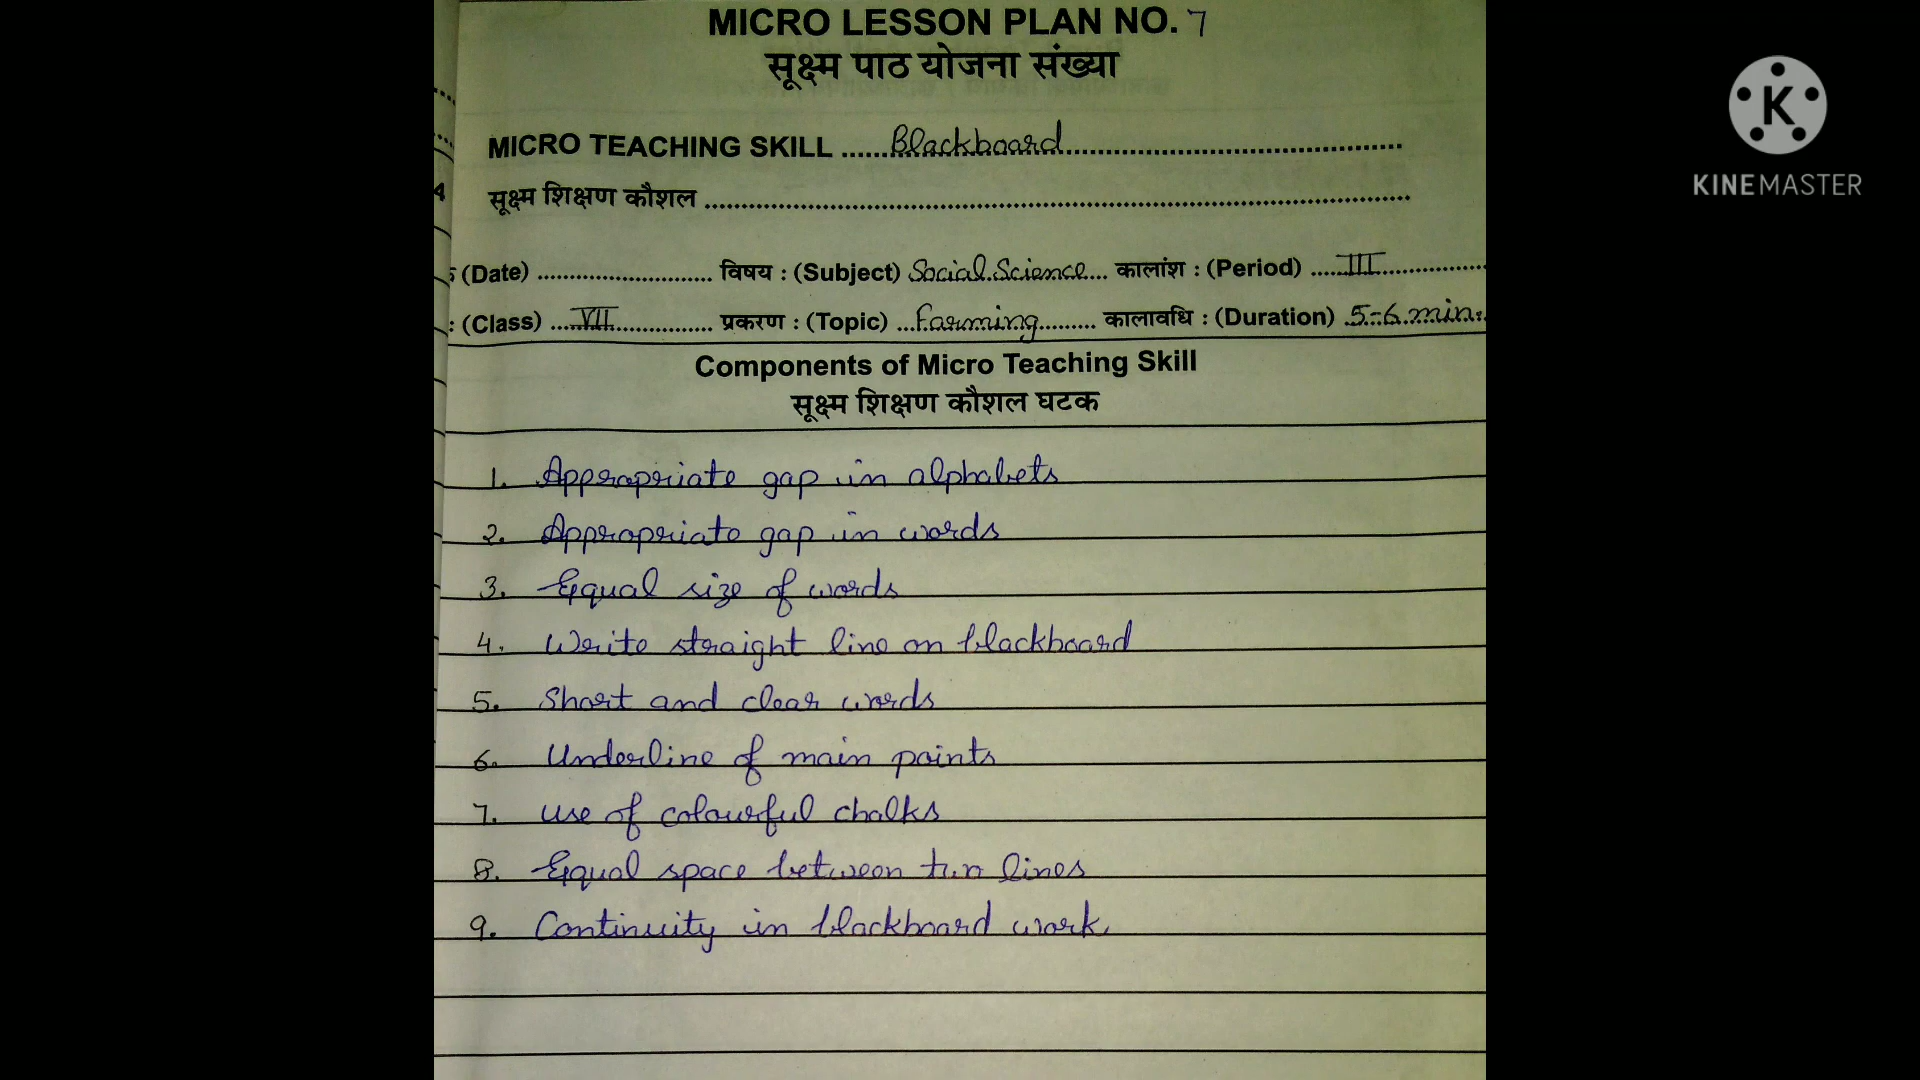 MICRO LESSON PLAN NO. 7
सूक्ष्म पाठ योजना संख्या
MICRO TEACHING SKILL ......Blackboard......
सूक्ष्म शिक्षण कौशल ......
(Date) ...... विषय : (Subject) Social Science... कालांश : (Period) .....III......
: (Class) ...VII...... प्रकरण : (Topic) ...Farming...... कालावधि : (Duration) 5-6 min.
Components of Micro Teaching Skill
सूक्ष्म शिक्षण कौशल घटक
1. Appropriate gap in alphabets
2. Appropriate gap in words
3. Equal size of words
4. Write straight line on blackboard
5. Short and clear words
6. Underline of main points
7. Use of colourful chalks
8. Equal space between two lines
9. Continuity in blackboard work.
K
KINEMASTER